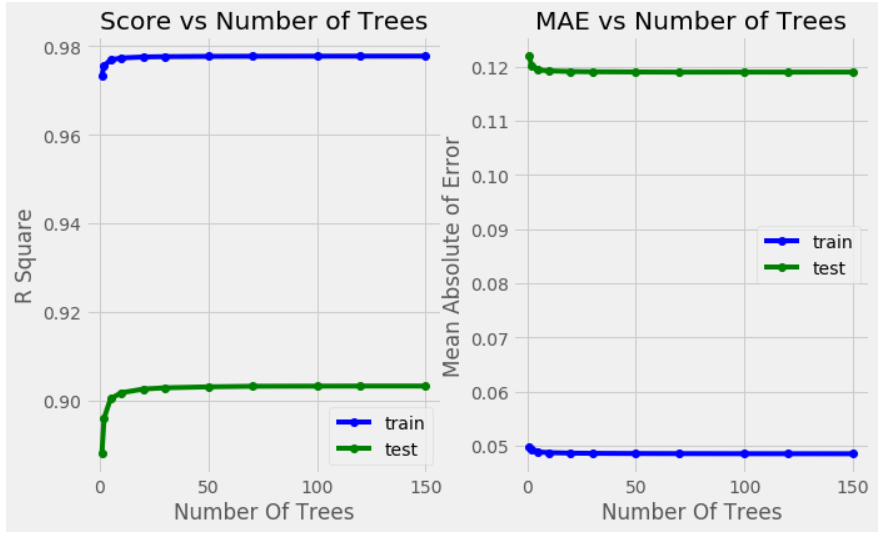 Score vs Number of Trees
0.98
0.96
0.94
0.92
0.90
R Square
0
50
100
150
Number Of Trees
train
test
MAE vs Number of Trees
0.12
0.11
0.10
0.09
0.08
0.07
0.06
0.05
Mean Absolute of Error
0
50
100
150
Number Of Trees
train
test